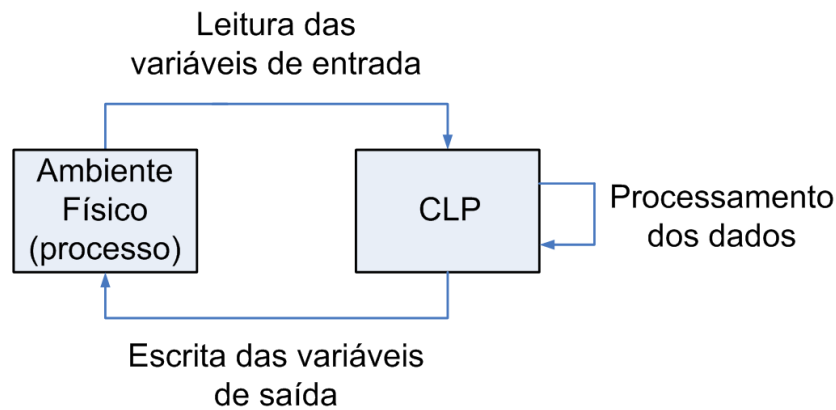 Leitura das
variáveis de entrada
Ambiente
Físico
(processo)
CLP
Processamento
dos dados
Escrita das variáveis
de saída